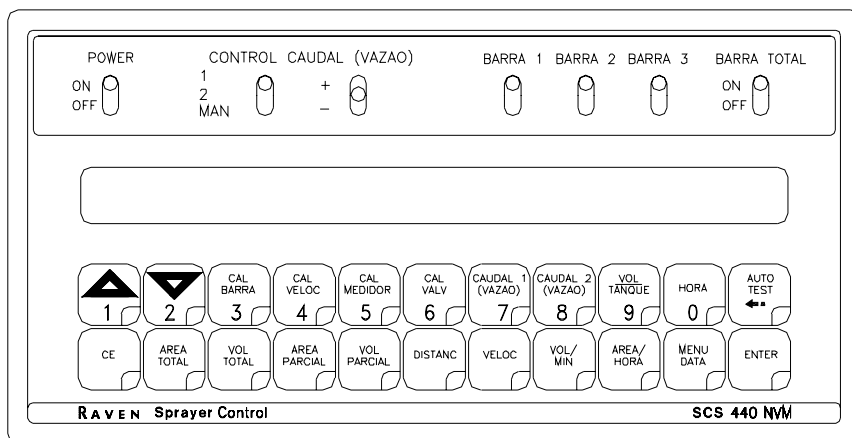 POWER
ON
OFF
CONTROL CAUDAL (VAZAO)
1
2
MAN
+
–
BARRA 1 BARRA 2 BARRA 3
BARRA TOTAL
ON
OFF
1
2
CAL
BARRA
3
CAL
VELOC
4
CAL
MEDIDOR
5
CAL
VALV
6
CAUDAL 1
(VAZAO)
7
CAUDAL 2
(VAZAO)
8
VOL
TANQUE
9
HORA
0
AUTO
TEST
CE
AREA
TOTAL
VOL
TOTAL
AREA
PARCIAL
VOL
PARCIAL
DISTANC
VELOC
VOL/
MIN
AREA/
HORA
MENU
DATA
ENTER
RAVEN Sprayer Control
SCS 440 NVM